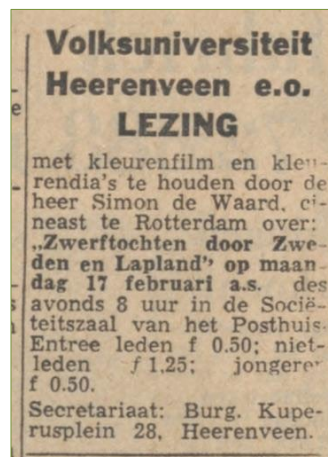 Volksuniversiteit
Heerenveen e.o.
LEZING
met kleurenfilm en kleu-
rendia's te houden door de
heer Simon de Waard, ci-
neast te Rotterdam over:
„Zwerftochten door Zwe-
den en Lapland” op maan
dag 17 februari a.s. des
avonds 8 uur in de Socië-
teitszaal van het Posthuis.
Entree leden f 0.50; niet-
leden f 1.25; jongeren
f 0.50.
Secretariaat: Burg. Kupe-
rusplein 28, Heerenveen.